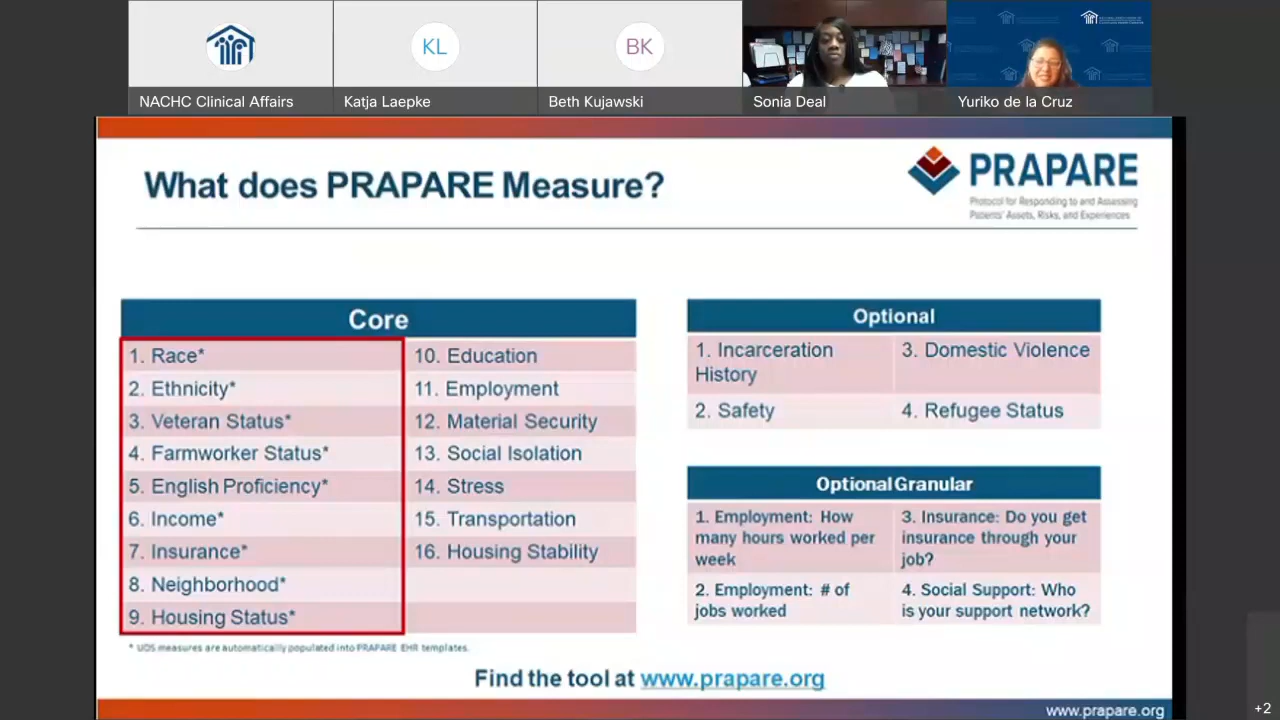 KL
BK
NACHC Clinical Affairs
Katja Laepke
Beth Kujawski
Sonia Deal
Yuriko de la Cruz
What does PRAPARE Measure?
PRAPARE
Protocol for Responding to and Assessing
Patients' Assets, Risks, and Experiences
Core
1. Race*
2. Ethnicity*
3. Veteran Status*
4. Farmworker Status*
5. English Proficiency*
6. Income*
7. Insurance*
8. Neighborhood*
9. Housing Status*
10. Education
11. Employment
12. Material Security
13. Social Isolation
14. Stress
15. Transportation
16. Housing Stability
* UDS measures are automatically populated into PRAPARE EHR templates.
Optional
1. Incarceration
History
2. Safety
3. Domestic Violence
4. Refugee Status
Optional Granular
1. Employment: How
many hours worked per
week
2. Employment: # of
jobs worked
3. Insurance: Do you get
insurance through your
job?
4. Social Support: Who
is your support network?
Find the tool at www.prapare.org
www.prapare.org
+2